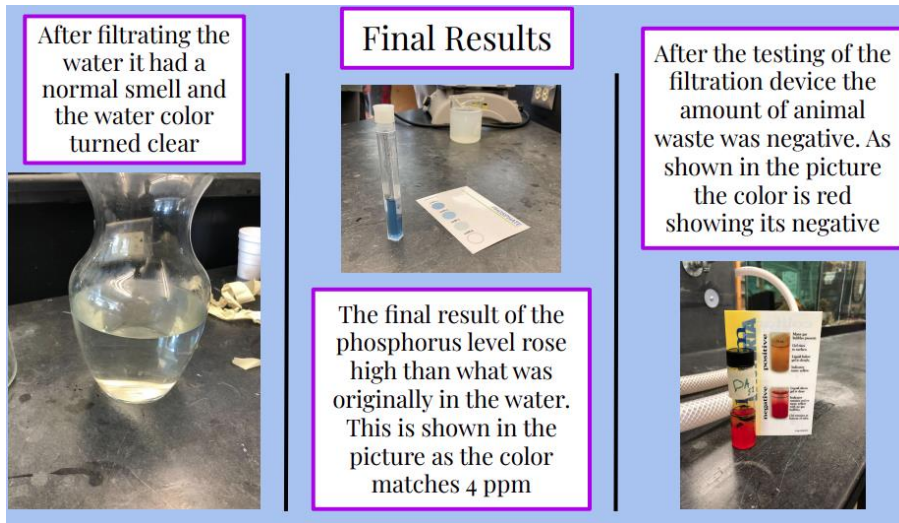 After filtrating the
water it had a
normal smell and
the water color
turned clear
Final Results
PHOSPHATE
The final result of the
phosphorus level rose
high than what was
originally in the water.
This is shown in the
picture as the color
matches 4 ppm
After the testing of the
filtration device the
amount of animal
waste was negative. As
shown in the picture
the color is red
showing its negative
positive
negative